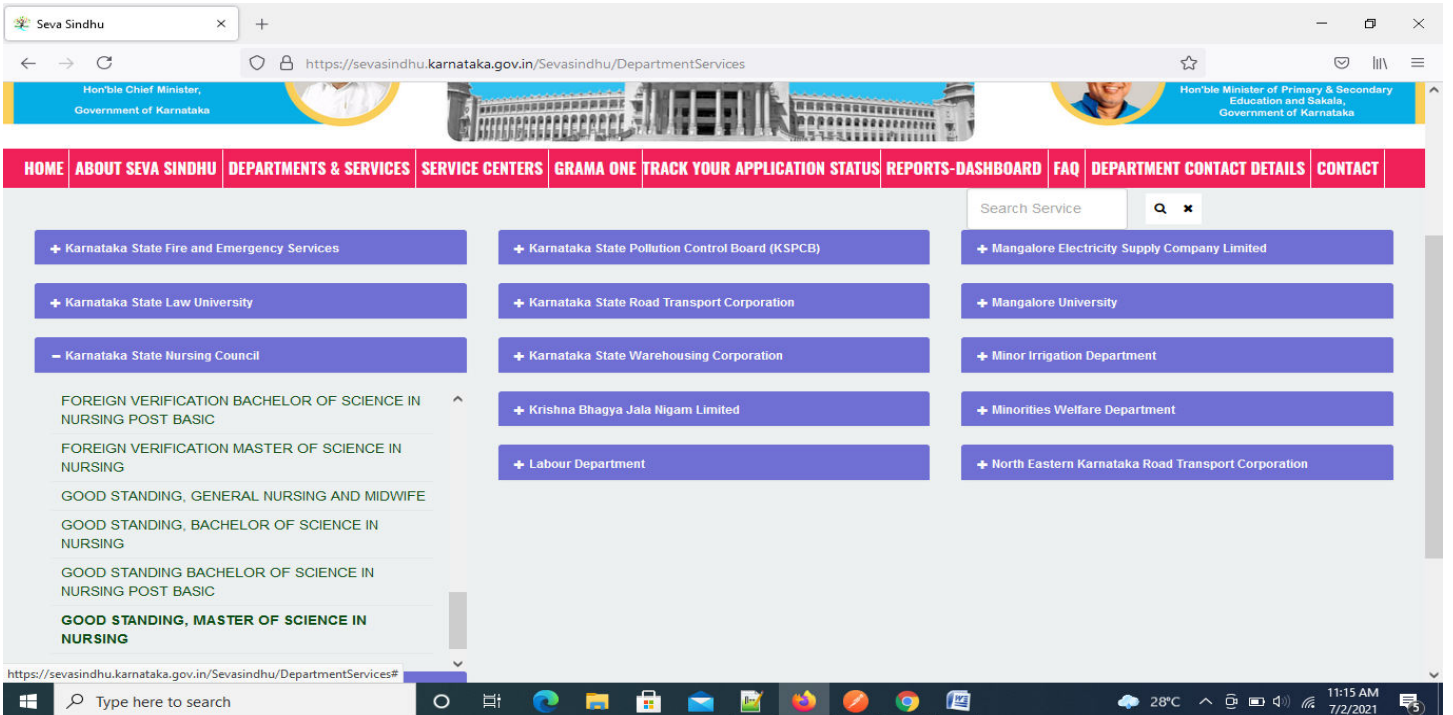 Seva Sindhu
https://sevasindhu.karnataka.gov.in/Sevasindhu/DepartmentServices
Hon'ble Chief Minister,
Government of Karnataka
Hon'ble Minister of Primary & Secondary
Education and Sakala,
Government of Karnataka
HOME ABOUT SEVA SINDHU DEPARTMENTS & SERVICES SERVICE CENTERS GRAMA ONE TRACK YOUR APPLICATION STATUS REPORTS-DASHBOARD FAQ DEPARTMENT CONTACT DETAILS CONTACT
Search Service
Karnataka State Fire and Emergency Services
Karnataka State Law University
Karnataka State Nursing Council
FOREIGN VERIFICATION BACHELOR OF SCIENCE IN
NURSING POST BASIC
FOREIGN VERIFICATION MASTER OF SCIENCE IN
NURSING
GOOD STANDING, GENERAL NURSING AND MIDWIFE
GOOD STANDING, BACHELOR OF SCIENCE IN
NURSING
GOOD STANDING BACHELOR OF SCIENCE IN
NURSING POST BASIC
GOOD STANDING, MASTER OF SCIENCE IN
NURSING
Karnataka State Pollution Control Board (KSPCB)
Karnataka State Road Transport Corporation
Karnataka State Warehousing Corporation
Krishna Bhagya Jala Nigam Limited
Labour Department
Mangalore Electricity Supply Company Limited
Mangalore University
Minor Irrigation Department
Minorities Welfare Department
North Eastern Karnataka Road Transport Corporation
https://sevasindhu.karnataka.gov.in/Sevasindhu/DepartmentServices#
Type here to search
28°C
11:15 AM
7/2/2021
5